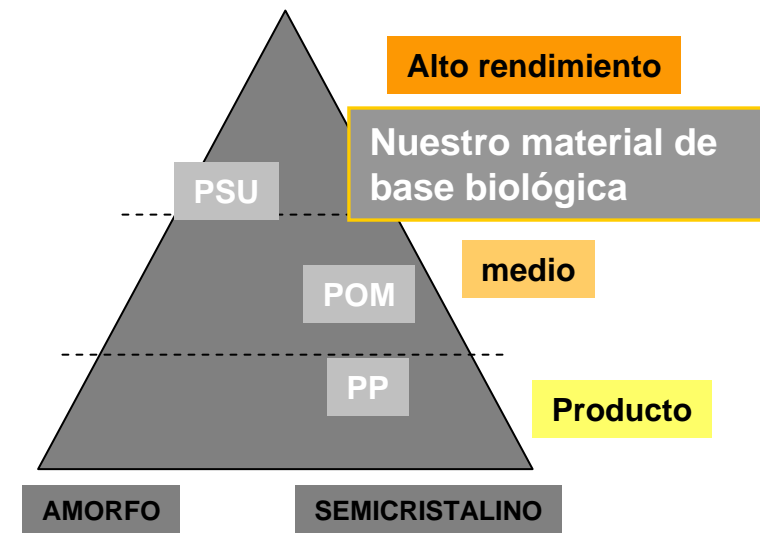 Alto rendimiento
Nuestro material de
base biológica
PSU
medio
POM
PP
Producto
AMORFO
SEMICRISTALINO